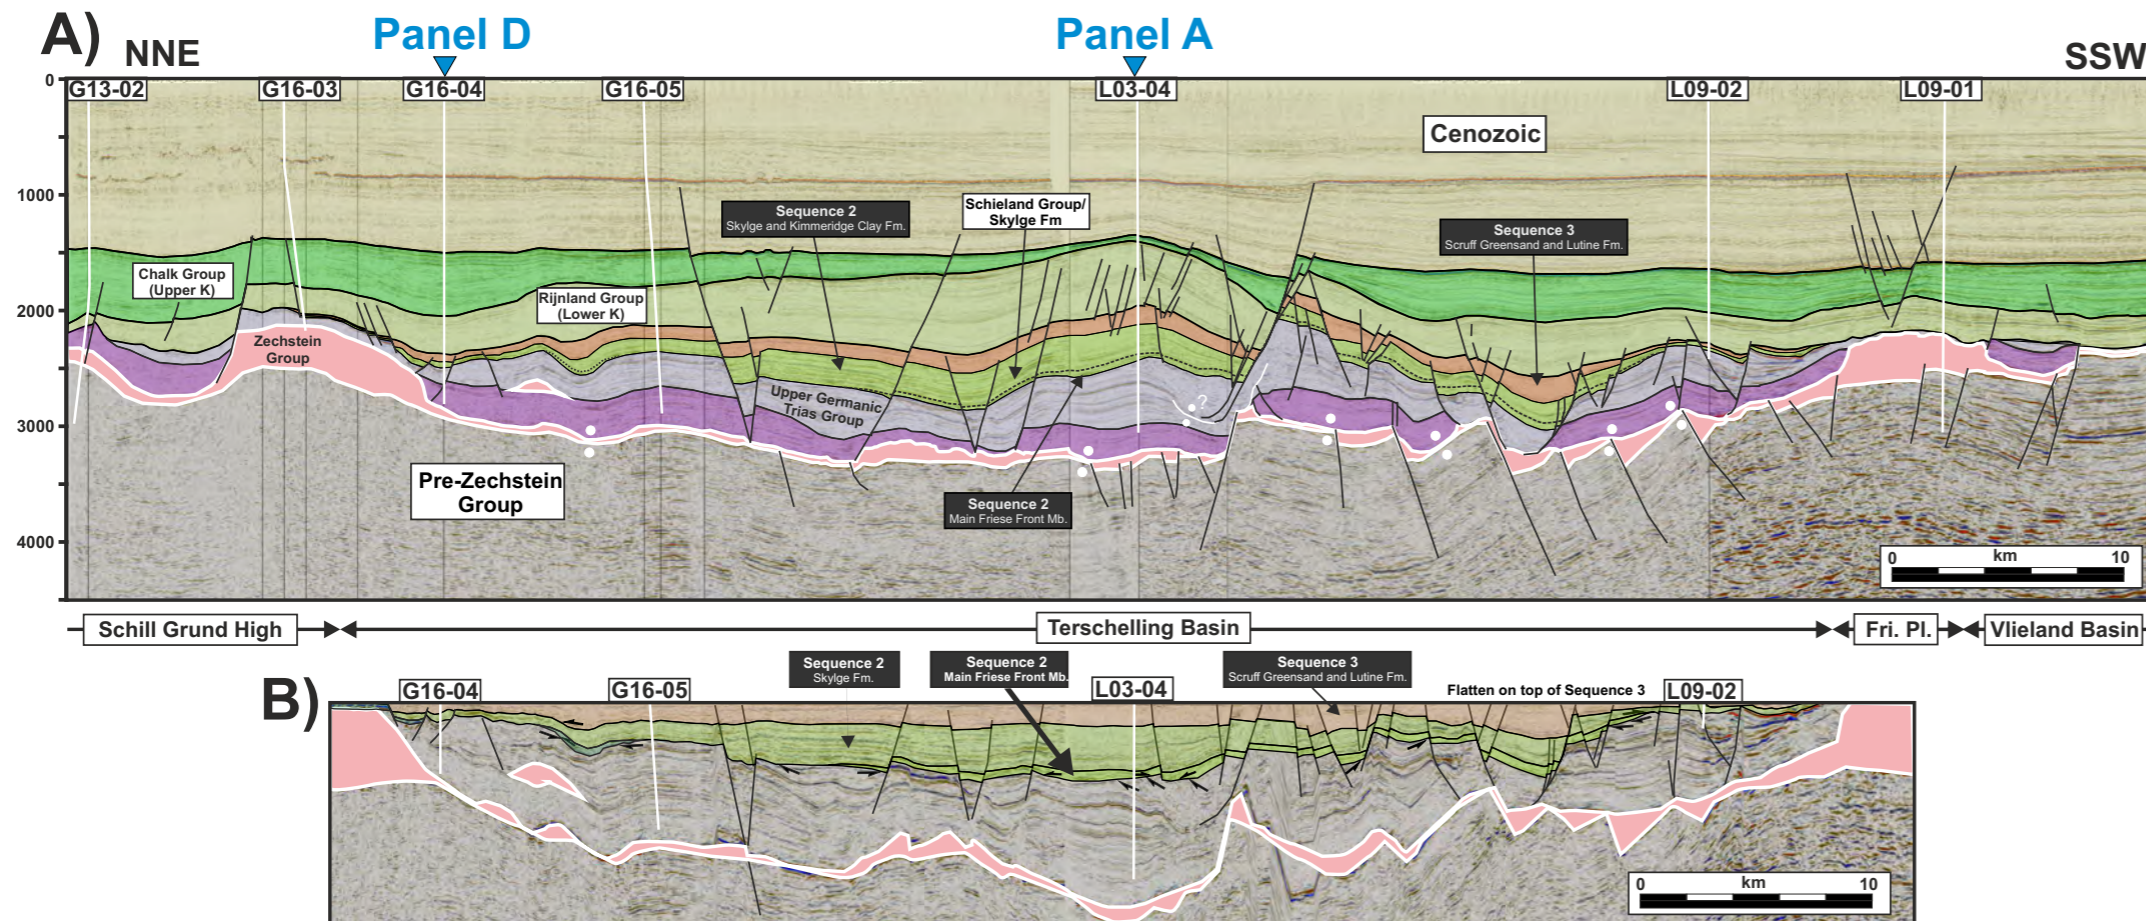 A)
NNE
Panel D
Panel A
SSW
0
G13-02
G16-03
G16-04
G16-05
L03-04
L09-02
L09-01
Cenozoic
1000
Sequence 2
Skylge and Kimmeridge Clay Fm.
Schieland Group/
Skylge Fm
Sequence 3
Scruff Greensand and Lutine Fm.
Chalk Group
(Upper K)
Rijnland Group
(Lower K)
2000
Zechstein
Group
Upper Germanic
Trias Group
?
3000
Pre-Zechstein
Group
Sequence 2
Main Friese Front Mb.
4000
0 km 10
Schill Grund High
Terschelling Basin
Fri. Pl.
Vlieland Basin
B)
G16-04
G16-05
Sequence 2
Skylge Fm.
Sequence 2
Main Friese Front Mb.
L03-04
Sequence 3
Scruff Greensand and Lutine Fm.
Flatten on top of Sequence 3
L09-02
0 km 10